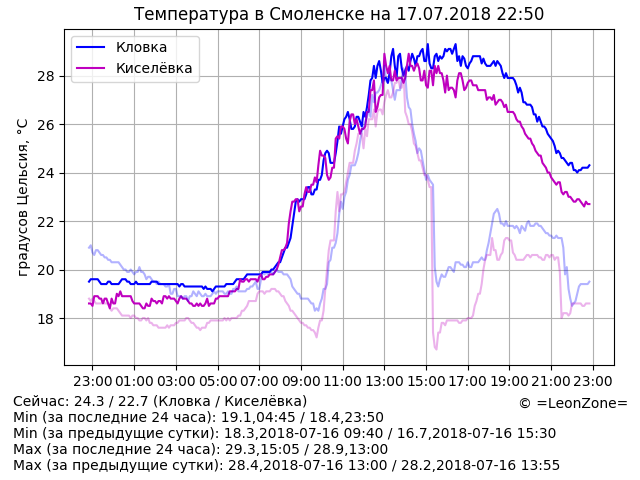 Температура в Смоленске на 17.07.2018 22:50
Кловка
Киселёвка
градусов Цельсия, °C
28
26
24
22
20
18
23:00 01:00 03:00 05:00 07:00 09:00 11:00 13:00 15:00 17:00 19:00 21:00 23:00
Сейчас: 24.3 / 22.7 (Кловка / Киселёвка)
© =LeonZone=
Min (за последние 24 часа): 19.1,04:45 / 18.4,23:50
Min (за предыдущие сутки): 18.3,2018-07-16 09:40 / 16.7,2018-07-16 15:30
Max (за последние 24 часа): 29.3,15:05 / 28.9,13:00
Max (за предыдущие сутки): 28.4,2018-07-16 13:00 / 28.2,2018-07-16 13:55